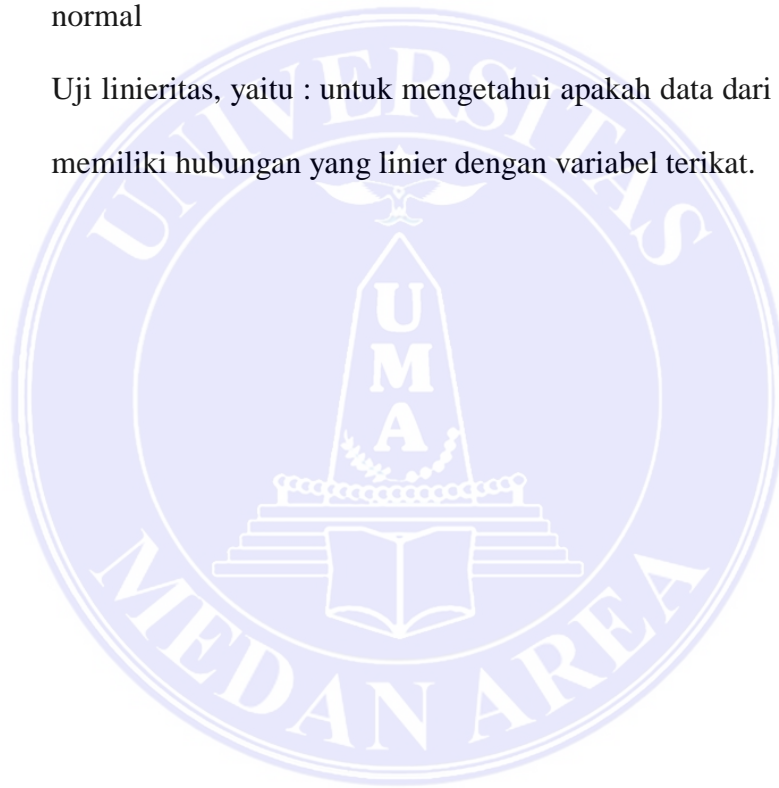 normal
Uji linieritas, yaitu : untuk mengetahui apakah data dari
memiliki hubungan yang linier dengan variabel terikat.
UNIVERSITAS
U
M
A
MEDAN AREA